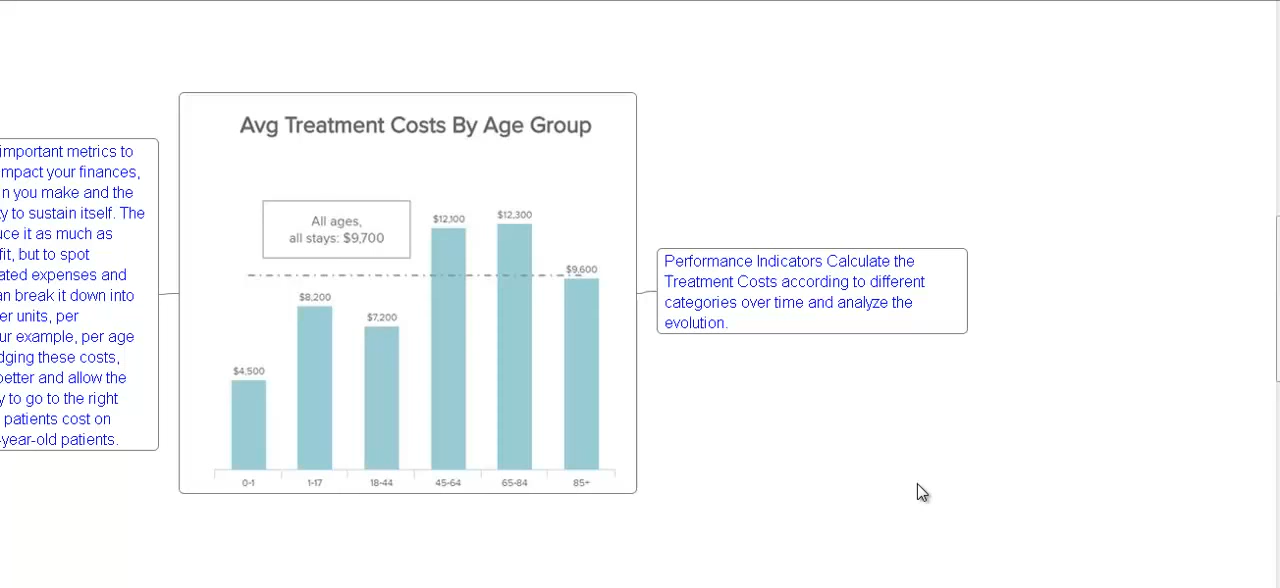 important metrics to
impact your finances,
n you make and the
y to sustain itself. The
uce it as much as
fit, but to spot
ated expenses and
an break it down into
er units, per
ur example, per age
dging these costs,
better and allow the
y to go to the right
patients cost on
-year-old patients.
Avg Treatment Costs By Age Group
All ages,
all stays: $9,700
$4,500
$8,200
$7,200
$12,100
$12,300
$9,600
0-1
1-17
18-44
45-64
65-84
85+
Performance Indicators Calculate the
Treatment Costs according to different
categories over time and analyze the
evolution.